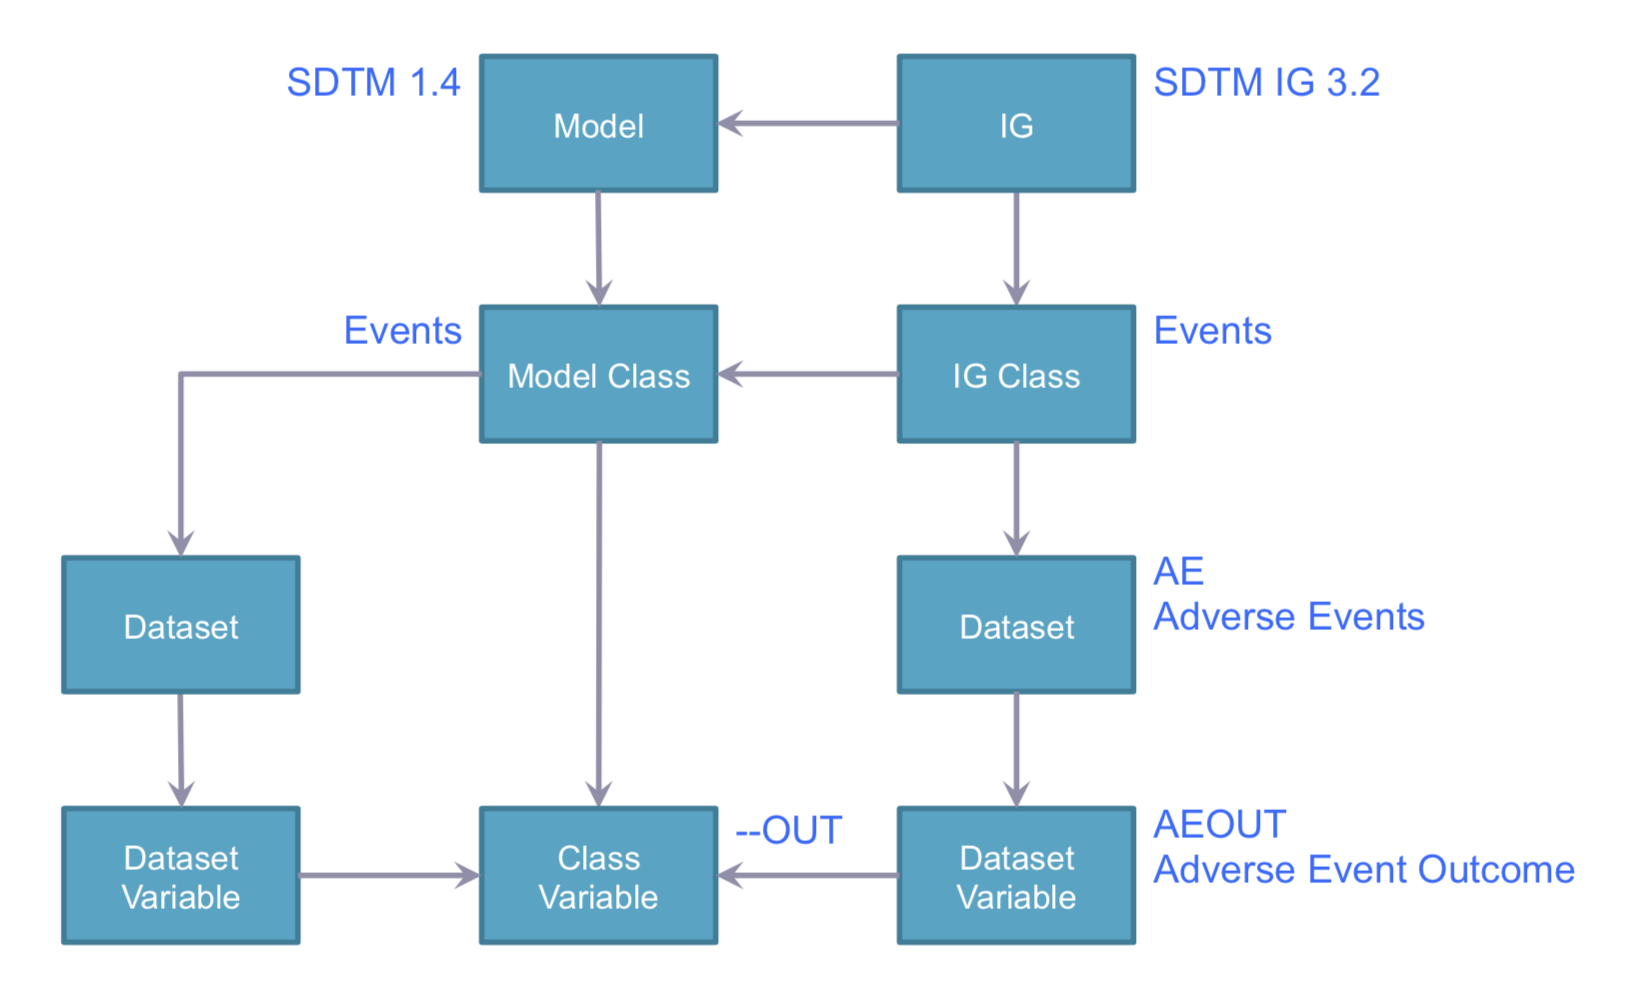 SDTM 1.4
Model
IG
SDTM IG 3.2
Events
Model Class
IG Class
Events
Dataset
Dataset
AE
Adverse Events
Dataset
Variable
Class
Variable
--OUT
Dataset
Variable
AEOUT
Adverse Event Outcome